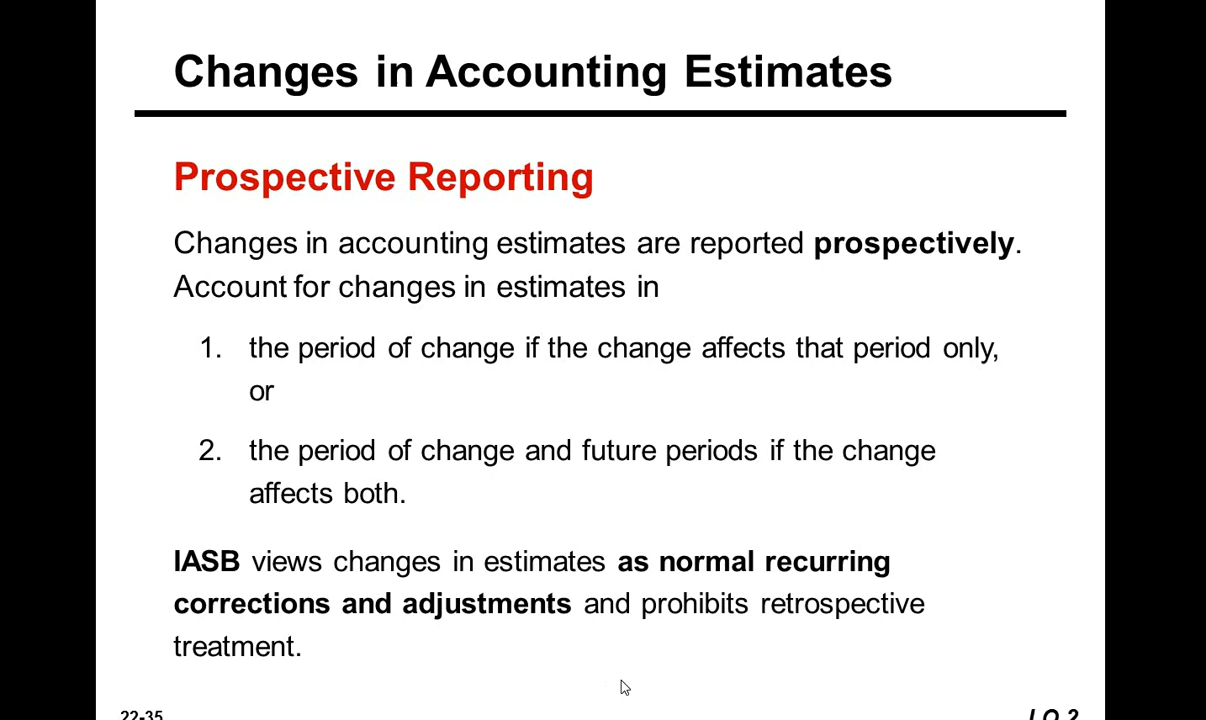 Changes in Accounting Estimates
Prospective Reporting
Changes in accounting estimates are reported prospectively.
Account for changes in estimates in
1. the period of change if the change affects that period only,
or
2. the period of change and future periods if the change
affects both.
IASB views changes in estimates as normal recurring
corrections and adjustments and prohibits retrospective
treatment.
22-35
LO 2